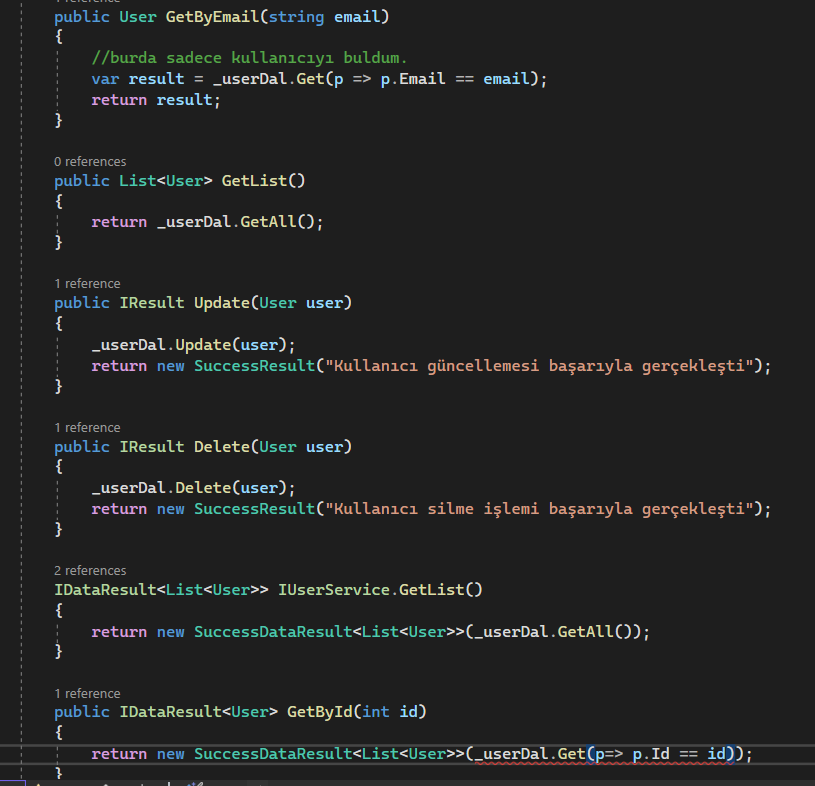 public User GetByEmail(string email)
{
//burda sadece kullanıcıyı buldum.
var result = _userDal.Get(p => p.Email == email);
return result;
}
0 references
public List<User> GetList()
{
return _userDal.GetAll();
}
1 reference
public IResult Update(User user)
{
_userDal.Update(user);
return new SuccessResult("Kullanıcı güncellemesi başarıyla gerçekleşti");
}
1 reference
public IResult Delete(User user)
{
_userDal.Delete(user);
return new SuccessResult("Kullanıcı silme işlemi başarıyla gerçekleşti");
}
2 references
IDataResult<List<User>> IUserService.GetList()
{
return new SuccessDataResult<List<User>>(_userDal.GetAll());
}
1 reference
public IDataResult<User> GetById(int id)
{
return new SuccessDataResult<List<User>>(_userDal.Get(p=> p.Id == id));
}